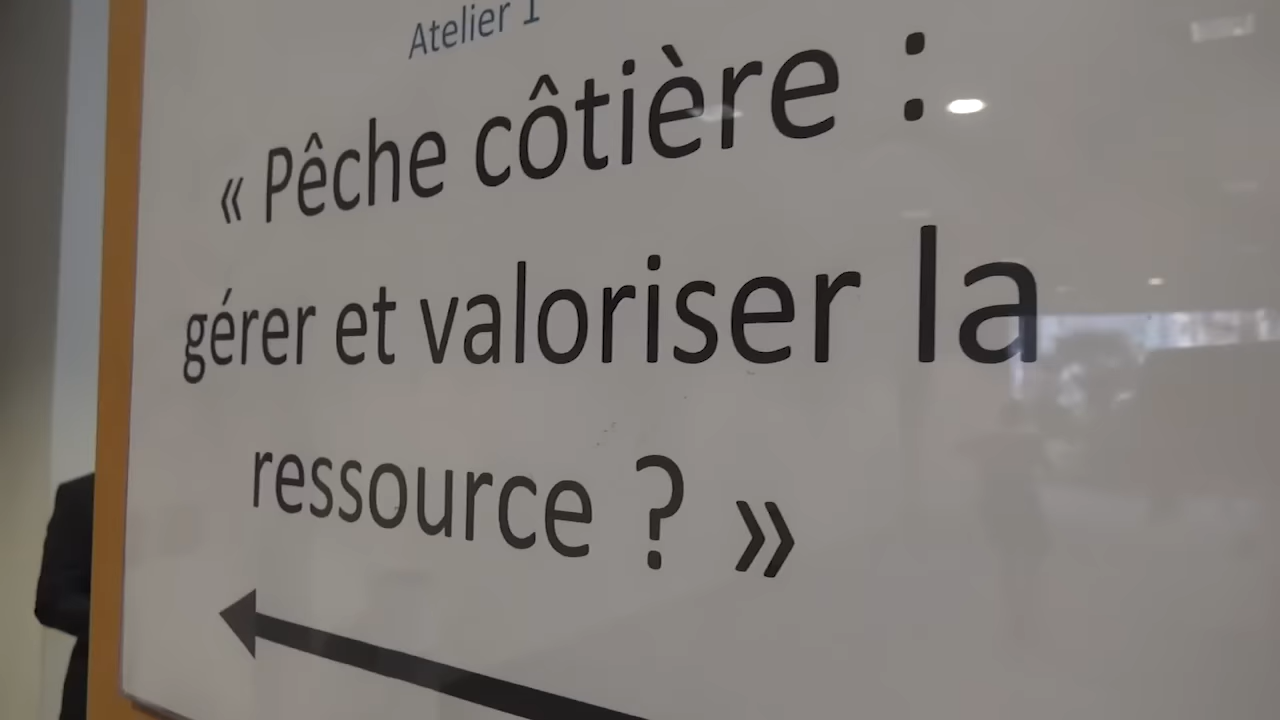 Atelier 1
« Pêche côtière :
gérer et valoriser la
ressource ? »